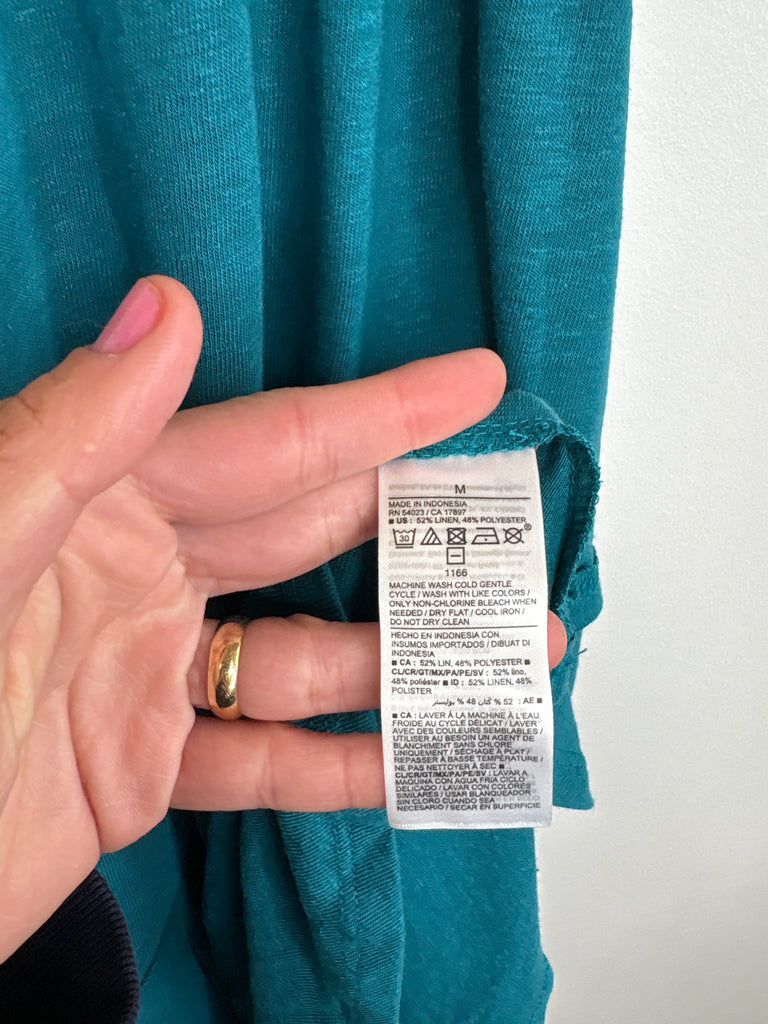 M
MADE IN INDONESIA
RN 54023 / CA 17897
■ US : 52% LINEN, 48% POLYESTER
30
®
1166
MACHINE WASH COLD GENTLE
CYCLE / WASH WITH LIKE COLORS /
ONLY NON-CHLORINE BLEACH WHEN
NEEDED / DRY FLAT / COOL IRON /
DO NOT DRY CLEAN
HECHO EN INDONESIA CON
INSUMOS IMPORTADOS / DIBUAT DI
INDONESIA
■ CA : 52% LIN, 48% POLYESTER ■
CL/CR/GT/MX/PA/PE/SV : 52% lino,
48% poliéster ■ ID : 52% LINEN, 48%
POLISTER
■ AE : 52 % كتان 48 % بوليستر
■ CA : LAVER À LA MACHINE À L'EAU
FROIDE AU CYCLE DÉLICAT / LAVER
AVEC DES COULEURS SEMBLABLES /
UTILISER AU BESOIN UN AGENT DE
BLANCHIMENT SANS CHLORE
UNIQUEMENT / SÉCHAGE À PLAT /
REPASSER À BASSE TEMPÉRATURE /
NE PAS NETTOYER À SEC ■
CL/CR/GT/MX/PA/PE/SV : LAVAR A
MAQUINA CON AGUA FRIA CICLO
DELICADO / LAVAR CON COLORES
SIMILARES / USAR BLANQUEADOR
SIN CLORO CUANDO SEA
NECESARIO / SECAR EN SUPERFICIE